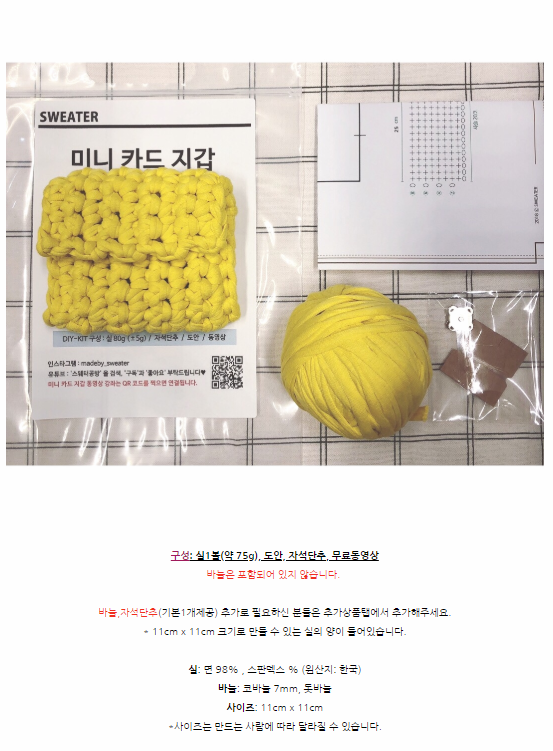 SWEATER
미니 카드 지갑
DIY-KIT 구성 : 실 80g (±5g) / 자석단추 / 도안 / 동영상
인스타그램 : madeby_sweater
유튜브 : '스웨터공방' 을 검색, '구독'과 '좋아요' 부탁드립니다♥
미니 카드 지갑 동영상 강좌는 QR 코드를 찍으면 연결됩니다.
구성: 실1볼(약 75g), 도안, 자석단추, 무료동영상
바늘은 포함되어 있지 않습니다.
바늘,자석단추(기본1개제공) 추가로 필요하신 분들은 추가상품탭에서 추가해주세요.
* 11cm x 11cm 크기로 만들 수 있는 실의 양이 들어있습니다.
실: 면 98% , 스판덱스 % (원산지: 한국)
바늘: 코바늘 7mm, 돗바늘
사이즈: 11cm x 11cm
*사이즈는 만드는 사람에 따라 달라질 수 있습니다.